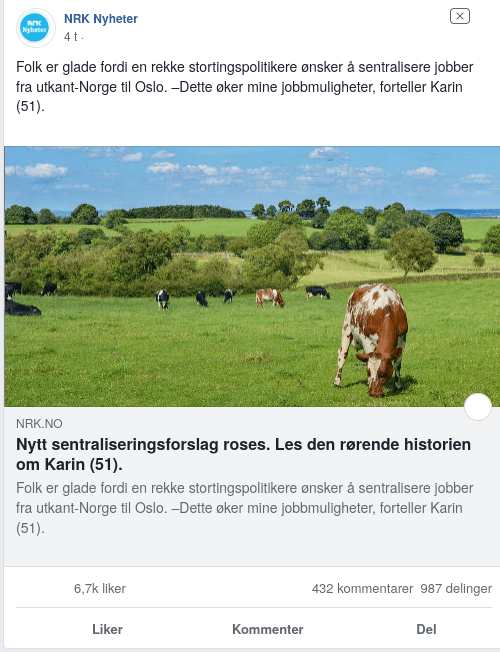 NRK
Nyheter
NRK Nyheter
4 t ·
Folk er glade fordi en rekke stortingspolitikere ønsker å sentralisere jobber
fra utkant-Norge til Oslo. –Dette øker mine jobbmuligheter, forteller Karin
(51).
NRK.NO
Nytt sentraliseringsforslag roses. Les den rørende historien
om Karin (51).
Folk er glade fordi en rekke stortingspolitikere ønsker å sentralisere jobber
fra utkant-Norge til Oslo. –Dette øker mine jobbmuligheter, forteller Karin
(51).
6,7k liker 432 kommentarer 987 delinger
Liker Kommenter Del